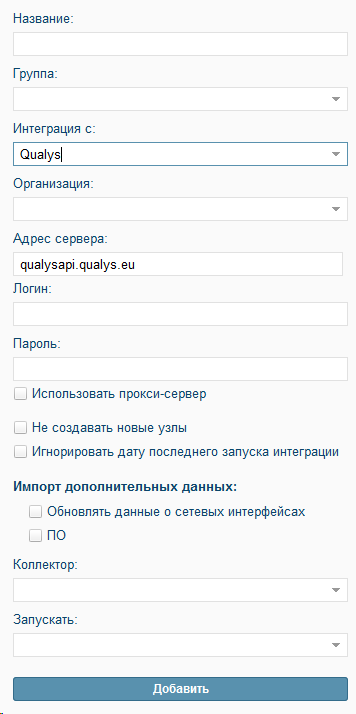 Название:
Группа:
Интеграция с:
Qualys
Организация:
Адрес сервера:
qualysapi.qualys.eu
Логин:
Пароль:
Использовать прокси-сервер
Не создавать новые узлы
Игнорировать дату последнего запуска интеграции
Импорт дополнительных данных:
Обновлять данные о сетевых интерфейсах
ПО
Коллектор:
Запускать:
Добавить